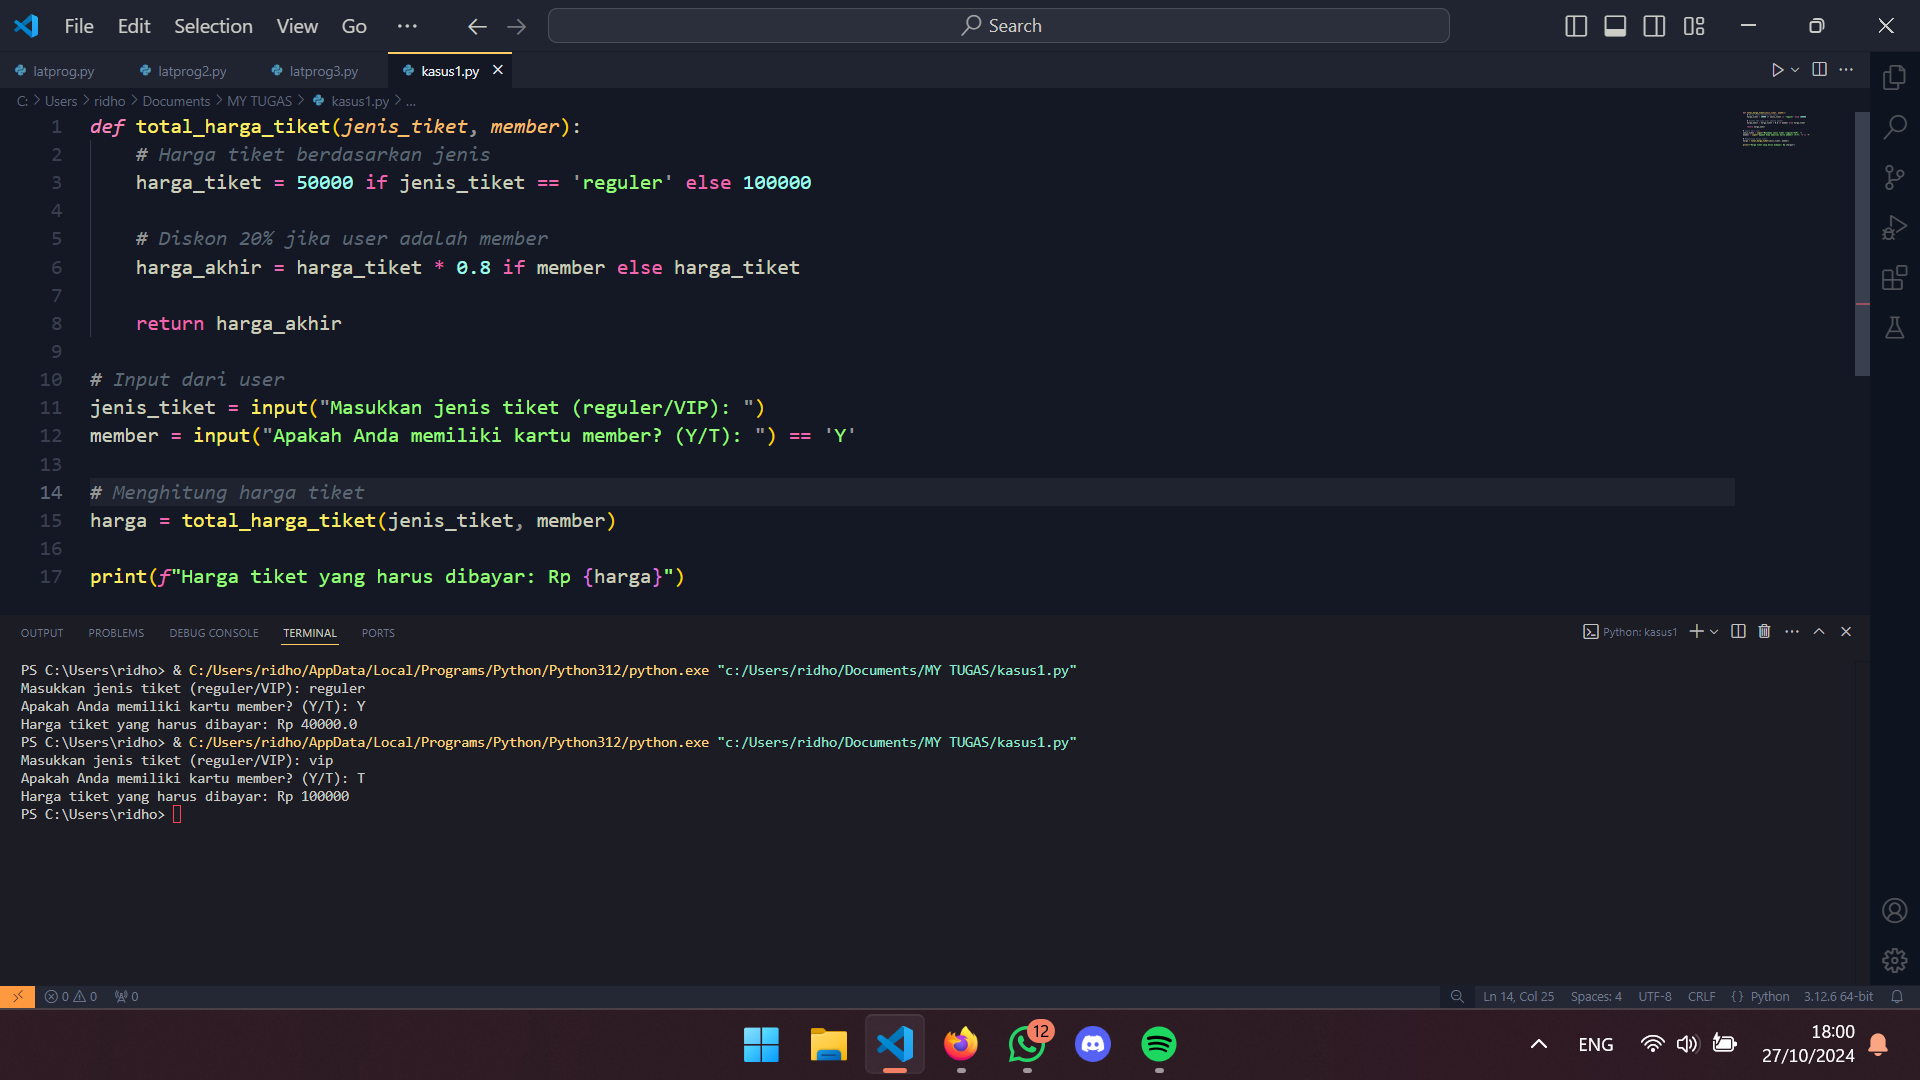 File Edit Selection View Go ··· Search
latprog.py latprog2.py latprog3.py kasus1.py
C: > Users > ridho > Documents > MY TUGAS > kasus1.py > ...
1 def total_harga_tiket(jenis_tiket, member):
2 # Harga tiket berdasarkan jenis
3 harga_tiket = 50000 if jenis_tiket == 'reguler' else 100000
4
5 # Diskon 20% jika user adalah member
6 harga_akhir = harga_tiket * 0.8 if member else harga_tiket
7
8 return harga_akhir
9
10 # Input dari user
11 jenis_tiket = input("Masukkan jenis tiket (reguler/VIP): ")
12 member = input("Apakah Anda memiliki kartu member? (Y/T): ") == 'Y'
13
14 # Menghitung harga tiket
15 harga = total_harga_tiket(jenis_tiket, member)
16
17 print(f"Harga tiket yang harus dibayar: Rp {harga}")
OUTPUT PROBLEMS DEBUG CONSOLE TERMINAL PORTS Python: kasus1
PS C:\Users\ridho> & C:/Users/ridho/AppData/Local/Programs/Python/Python312/python.exe "c:/Users/ridho/Documents/MY TUGAS/kasus1.py"
Masukkan jenis tiket (reguler/VIP): reguler
Apakah Anda memiliki kartu member? (Y/T): Y
Harga tiket yang harus dibayar: Rp 40000.0
PS C:\Users\ridho> & C:/Users/ridho/AppData/Local/Programs/Python/Python312/python.exe "c:/Users/ridho/Documents/MY TUGAS/kasus1.py"
Masukkan jenis tiket (reguler/VIP): vip
Apakah Anda memiliki kartu member? (Y/T): T
Harga tiket yang harus dibayar: Rp 100000
PS C:\Users\ridho>
0 0 0 Ln 14, Col 25 Spaces: 4 UTF-8 CRLF {} Python 3.12.6 64-bit
12
ENG
18:00
27/10/2024